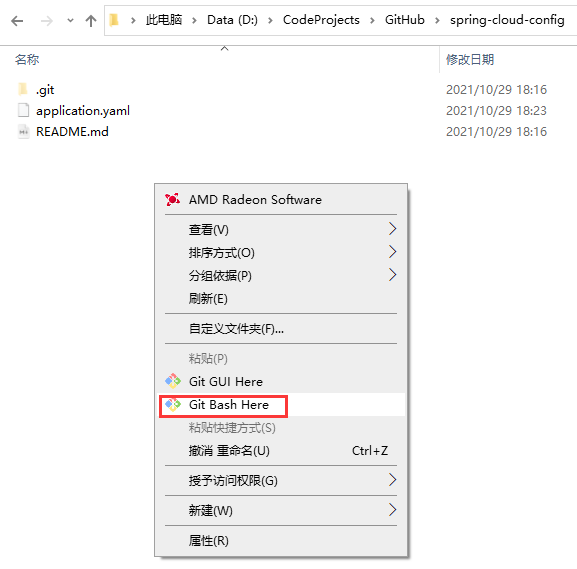 此电脑 Data (D:) CodeProjects GitHub spring-cloud-config
名称 修改日期
.git 2021/10/29 18:16
application.yaml 2021/10/29 18:23
README.md 2021/10/29 18:16
AMD Radeon Software
查看(V)
排序方式(O)
分组依据(P)
刷新(E)
自定义文件夹(F)...
粘贴(P)
Git GUI Here
Git Bash Here
粘贴快捷方式(S)
撤消 重命名(U) Ctrl+Z
授予访问权限(G)
新建(W)
属性(R)